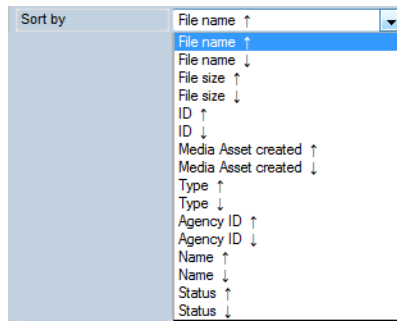 Sort by File name ↑
File name ↑
File name ↓
File size ↑
File size ↓
ID ↑
ID ↓
Media Asset created ↑
Media Asset created ↓
Type ↑
Type ↓
Agency ID ↑
Agency ID ↓
Name ↑
Name ↓
Status ↑
Status ↓